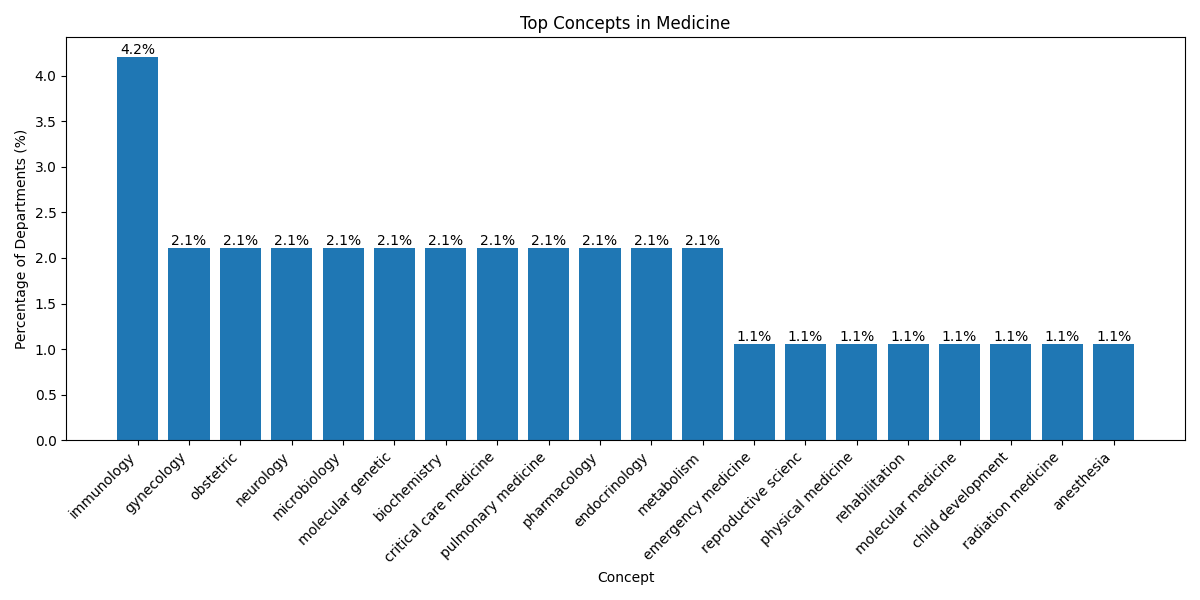 Top Concepts in Medicine
Percentage of Departments (%)
4.0
3.5
3.0
2.5
2.0
1.5
1.0
0.5
0.0
4.2%
2.1%
2.1%
2.1%
2.1%
2.1%
2.1%
2.1%
2.1%
2.1%
2.1%
2.1%
1.1%
1.1%
1.1%
1.1%
1.1%
1.1%
1.1%
1.1%
immunology
gynecology
obstetric
neurology
microbiology
molecular genetic
biochemistry
critical care medicine
pulmonary medicine
pharmacology
endocrinology
metabolism
emergency medicine
reproductive scienc
physical medicine
rehabilitation
molecular medicine
child development
radiation medicine
anesthesia
Concept